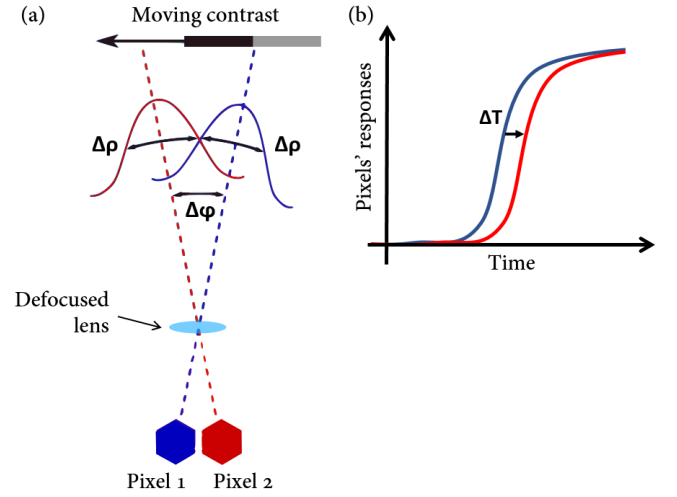 (a)
Moving contrast
Δρ
Δρ
Δφ
Defocused
lens
Pixel 1
Pixel 2
(b)
Pixels' responses
ΔT
Time